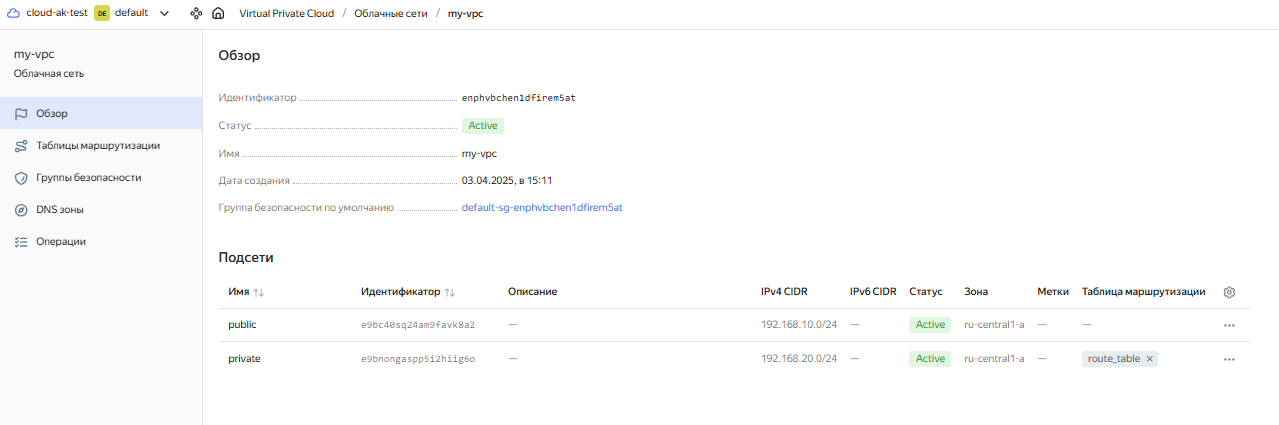 cloud-ak-test DE default Virtual Private Cloud / Облачные сети / my-vpc
my-vpc
Облачная сеть
Обзор
Таблицы маршрутизации
Группы безопасности
DNS зоны
Операции
Обзор
Идентификатор enphvbchen1dfirem5at
Статус Active
Имя my-vpc
Дата создания 03.04.2025, в 15:11
Группа безопасности по умолчанию default-sg-enphvbchen1dfirem5at
Подсети
Имя Идентификатор Описание IPv4 CIDR IPv6 CIDR Статус Зона Метки Таблица маршрутизации
public e9bc40sq24am9favk8a2 — 192.168.10.0/24 — Active ru-central1-a — —
private e9bnongaspp5i2hiig6o — 192.168.20.0/24 — Active ru-central1-a — route_table ×